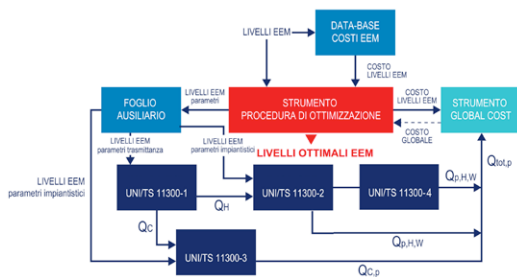 LIVELLI EEM
DATA-BASE
COSTI EEM
COSTO
LIVELLI EEM
LIVELLI EEM
parametri
FOGLIO
AUSILIARIO
STRUMENTO
PROCEDURA DI OTTIMIZZAZIONE
COSTO
LIVELLI EEM
COSTO
GLOBALE
STRUMENTO
GLOBAL COST
LIVELLI EEM
parametri trasmittanza
LIVELLI EEM
parametri impiantistici
LIVELLI OTTIMALI EEM
Qtot,p
LIVELLI EEM
parametri impiantistici
UNI/TS 11300-1
QH
UNI/TS 11300-2
UNI/TS 11300-4
Qp,H,W
QC
Qp,H,W
UNI/TS 11300-3
QC,p